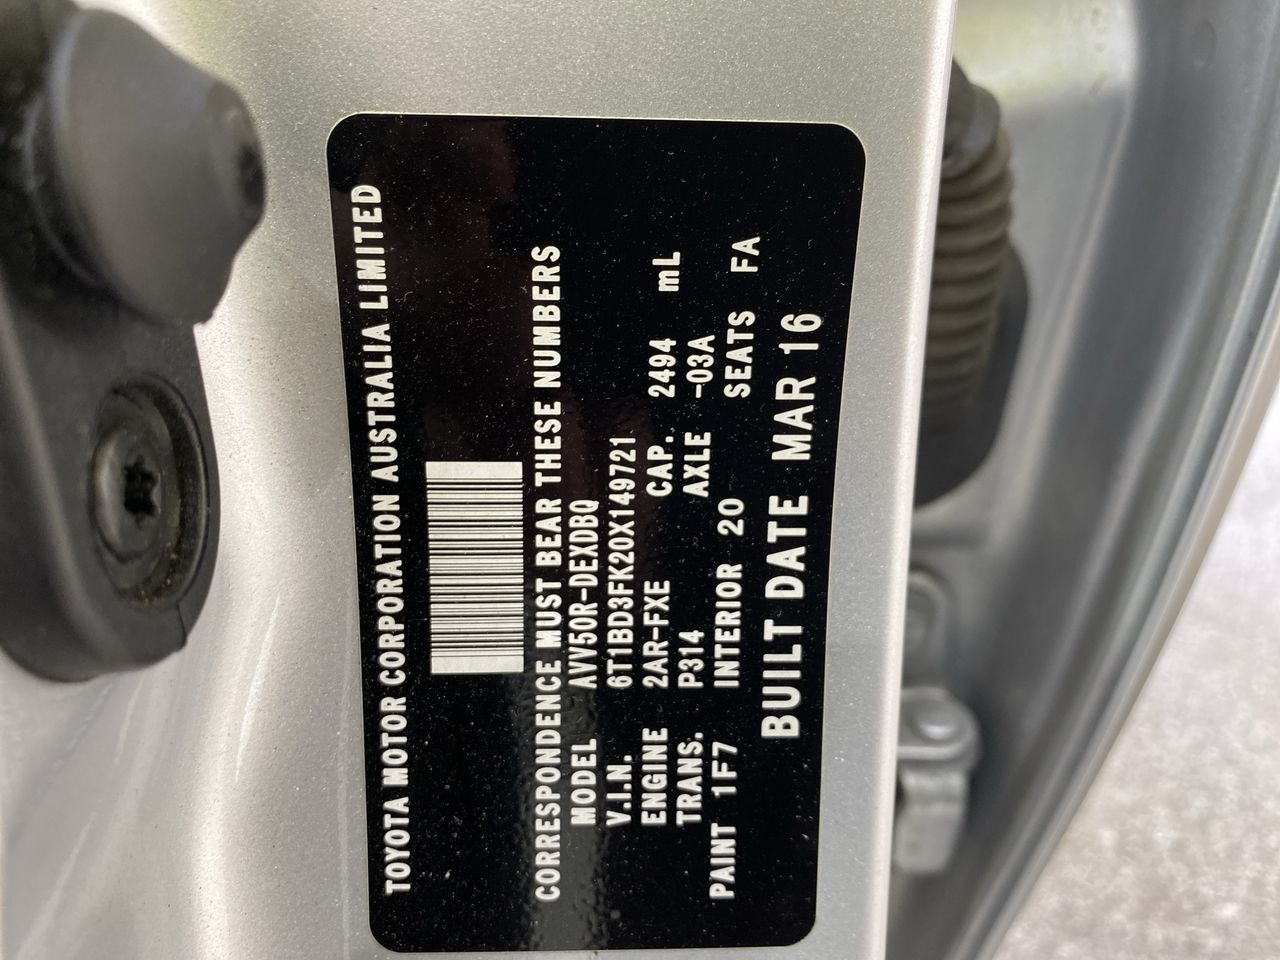 TOYOTA MOTOR CORPORATION AUSTRALIA LIMITED
CORRESPONDENCE MUST BEAR THESE NUMBERS
MODEL AVV50R-DEXDBQ
V.I.N. 6T1BD3FK20X149721
ENGINE 2AR-FXE CAP. 2494 mL
TRANS. P314 AXLE -03A
PAINT 1F7 INTERIOR 20 SEATS FA
BUILT DATE MAR 16